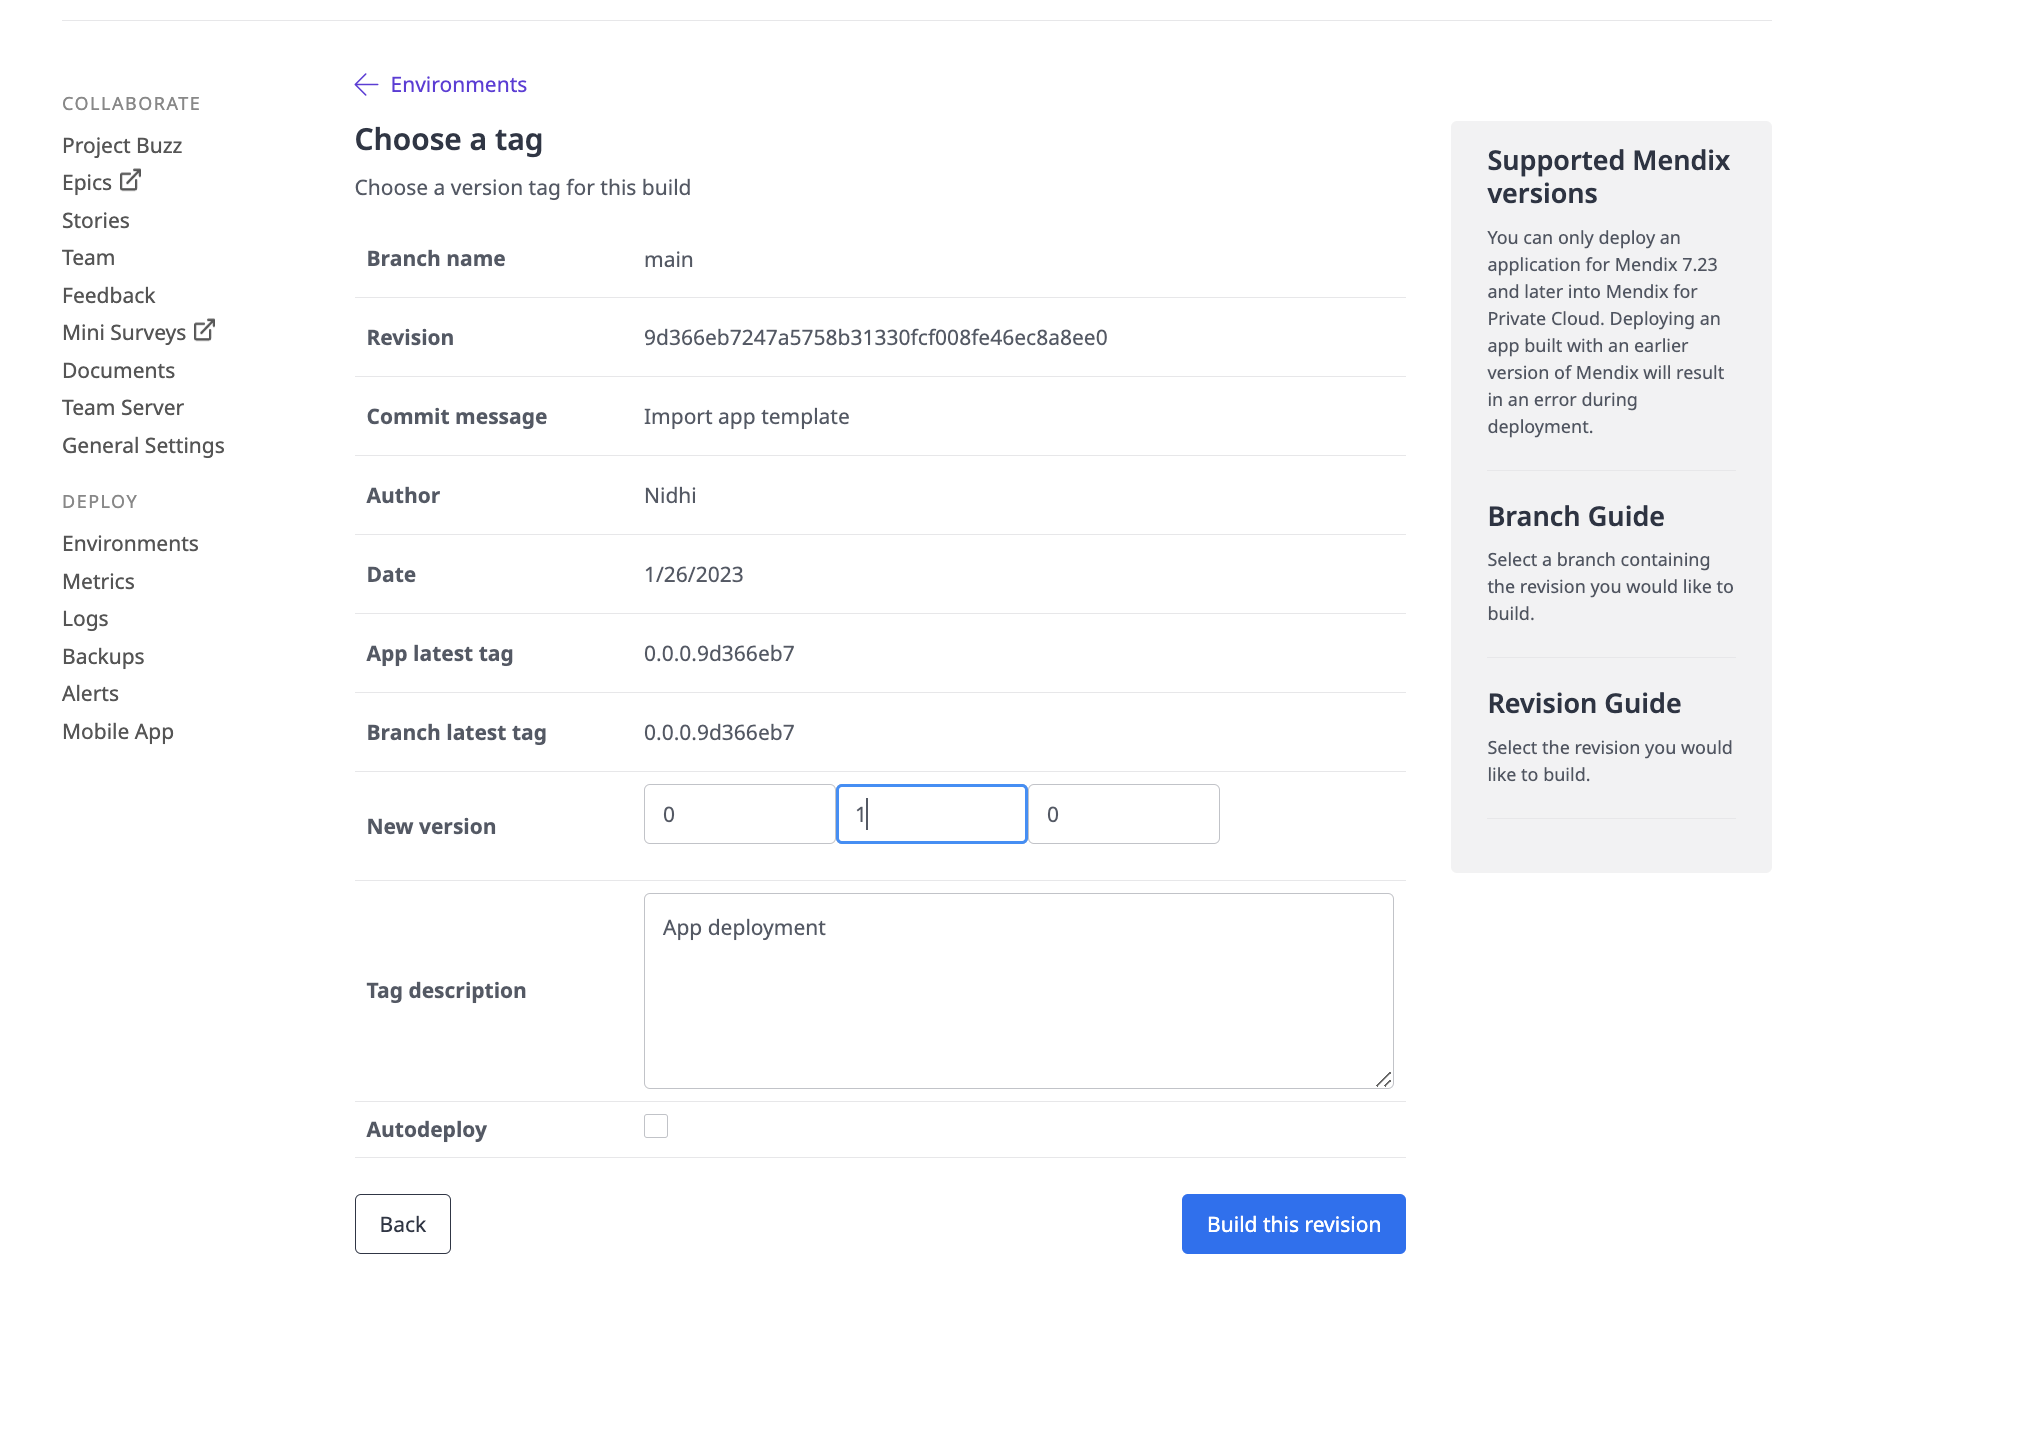 COLLABORATE
Project Buzz
Epics
Stories
Team
Feedback
Mini Surveys
Documents
Team Server
General Settings
DEPLOY
Environments
Metrics
Logs
Backups
Alerts
Mobile App
Environments
Choose a tag
Choose a version tag for this build
Branch name main
Revision 9d366eb7247a5758b31330fcf008fe46ec8a8ee0
Commit message Import app template
Author Nidhi
Date 1/26/2023
App latest tag 0.0.0.9d366eb7
Branch latest tag 0.0.0.9d366eb7
New version 0 1 0
Tag description App deployment
Autodeploy
Back Build this revision
Supported Mendix
versions
You can only deploy an
application for Mendix 7.23
and later into Mendix for
Private Cloud. Deploying an
app built with an earlier
version of Mendix will result
in an error during
deployment.
Branch Guide
Select a branch containing
the revision you would like to
build.
Revision Guide
Select the revision you would
like to build.